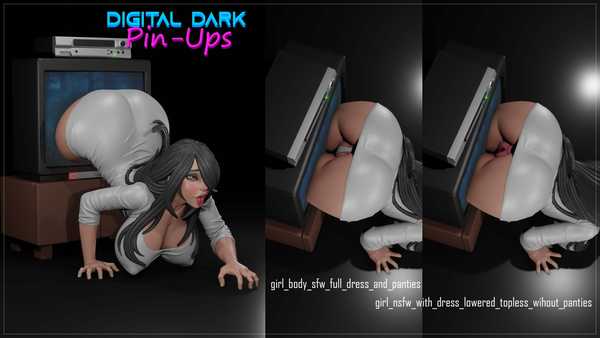 DIGITAL DARK
Pin-Ups
girl_body_sfw_full_dress_and_panties
girl_nsfw_with_dress_lowered_topless_wihout_panties